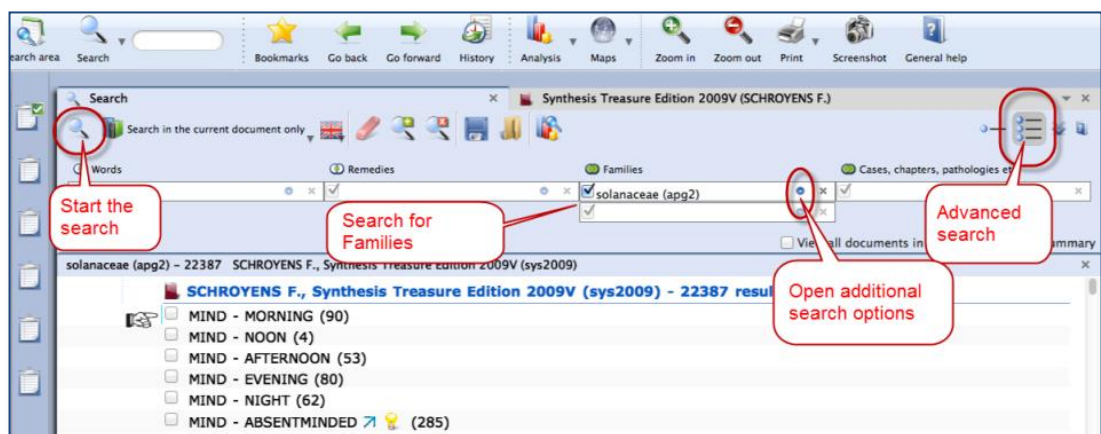 earch area Search Bookmarks Go back Go forward History Analysis Maps Zoom in Zoom out Print Screenshot General help
Search Synthesis Treasure Edition 2009V (SCHROYENS F.)
Search in the current document only
Words Remedies Families Cases, chapters, pathologies et
solanaceae (apg2)
Start the
search
Search for
Families
Advanced
search
all documents in
mmary
solanaceae (apg2) - 22387 SCHROYENS F., Synthesis Treasure Edition 2009V (sys2009)
SCHROYENS F., Synthesis Treasure Edition 2009V (sys2009) - 22387 resul
Open additional
search options
MIND - MORNING (90)
MIND - NOON (4)
MIND - AFTERNOON (53)
MIND - EVENING (80)
MIND - NIGHT (62)
MIND - ABSENTMINDED (285)